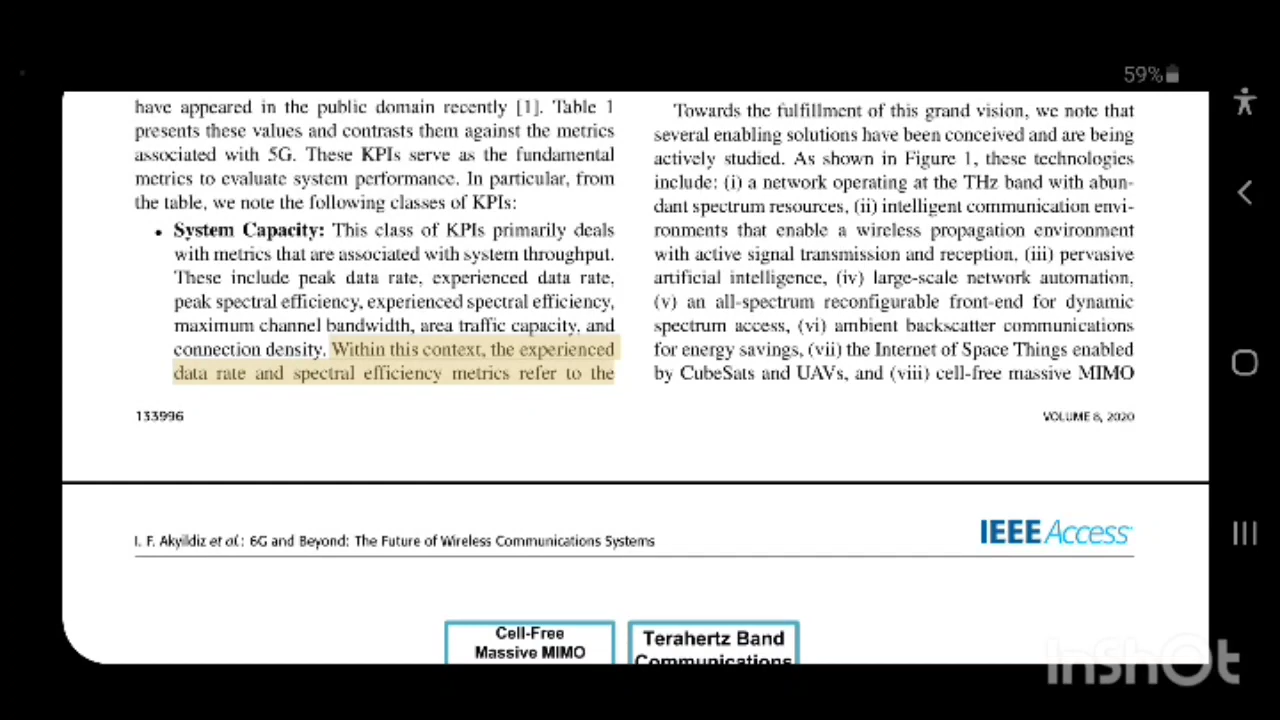 59%
have appeared in the public domain recently [1]. Table 1
presents these values and contrasts them against the metrics
associated with 5G. These KPIs serve as the fundamental
metrics to evaluate system performance. In particular, from
the table, we note the following classes of KPIs:
• System Capacity: This class of KPIs primarily deals
with metrics that are associated with system throughput.
These include peak data rate, experienced data rate,
peak spectral efficiency, experienced spectral efficiency,
maximum channel bandwidth, area traffic capacity, and
connection density. Within this context, the experienced
data rate and spectral efficiency metrics refer to the
133996
Towards the fulfillment of this grand vision, we note that
several enabling solutions have been conceived and are being
actively studied. As shown in Figure 1, these technologies
include: (i) a network operating at the THz band with abun-
dant spectrum resources, (ii) intelligent communication envi-
ronments that enable a wireless propagation environment
with active signal transmission and reception, (iii) pervasive
artificial intelligence, (iv) large-scale network automation,
(v) an all-spectrum reconfigurable front-end for dynamic
spectrum access, (vi) ambient backscatter communications
for energy savings, (vii) the Internet of Space Things enabled
by CubeSats and UAVs, and (viii) cell-free massive MIMO
VOLUME 8, 2020
I. F. Akyildiz et al.: 6G and Beyond: The Future of Wireless Communications Systems
IEEE Access
Cell-Free
Massive MIMO
Terahertz Band
Communications
InShOt